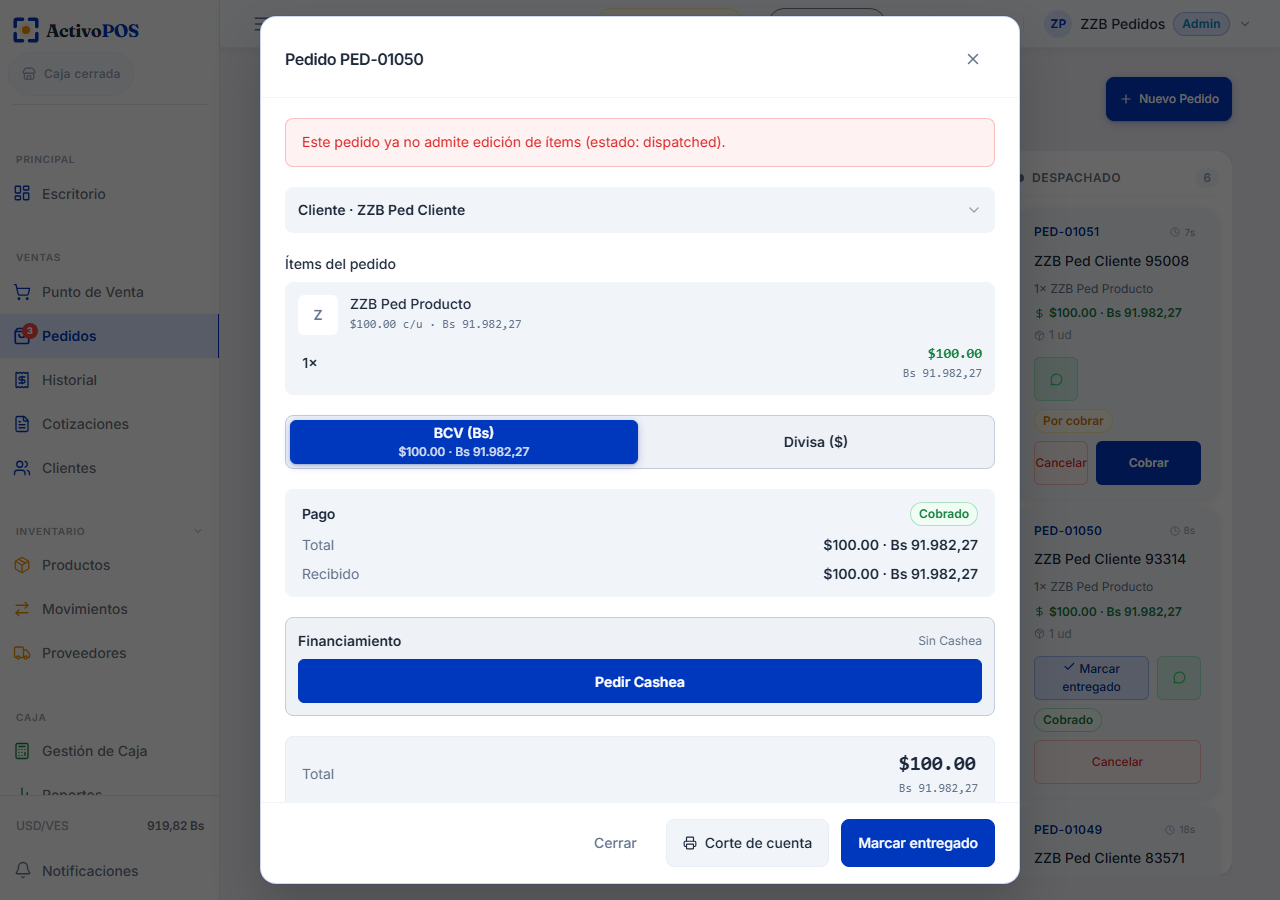 ActivoPOS
Caja cerrada
PRINCIPAL
Escritorio
VENTAS
Punto de Venta
3
Pedidos
Historial
Cotizaciones
Clientes
INVENTARIO
Productos
Movimientos
Proveedores
CAJA
Gestión de Caja
Reportes
USD/VES 919,82 Bs
Notificaciones
ZP ZZB Pedidos Admin
+ Nuevo Pedido
Pedido PED-01050
Este pedido ya no admite edición de ítems (estado: dispatched).
Cliente · ZZB Ped Cliente
Ítems del pedido
Z
ZZB Ped Producto
$100.00 c/u · Bs 91.982,27
1×
$100.00
Bs 91.982,27
BCV (Bs)
$100.00 · Bs 91.982,27
Divisa ($)
Pago Cobrado
Total $100.00 · Bs 91.982,27
Recibido $100.00 · Bs 91.982,27
Financiamiento Sin Cashea
Pedir Cashea
Total $100.00
Bs 91.982,27
Cerrar Corte de cuenta Marcar entregado
DESPACHADO 6
PED-01051 7s
ZZB Ped Cliente 95008
1× ZZB Ped Producto
$ $100.00 · Bs 91.982,27
1 ud
Por cobrar
Cancelar Cobrar
PED-01050 8s
ZZB Ped Cliente 93314
1× ZZB Ped Producto
$ $100.00 · Bs 91.982,27
1 ud
Marcar
entregado
Cobrado
Cancelar
PED-01049 18s
ZZB Ped Cliente 83571